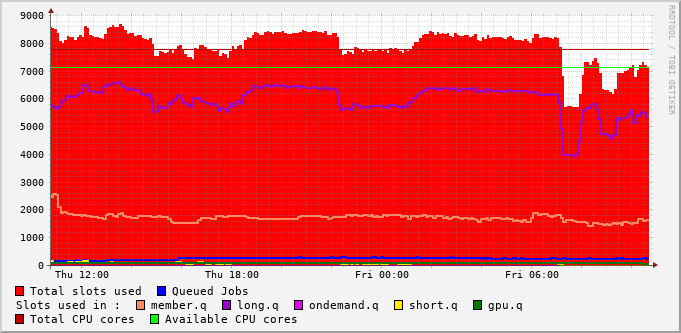 9000
8000
7000
6000
5000
4000
3000
2000
1000
0
Thu 12:00 Thu 18:00 Fri 00:00 Fri 06:00
RRDTOOL / TOBI OETIKER
Total slots used Queued Jobs
Slots used in : member.q long.q ondemand.q short.q gpu.q
Total CPU cores Available CPU cores